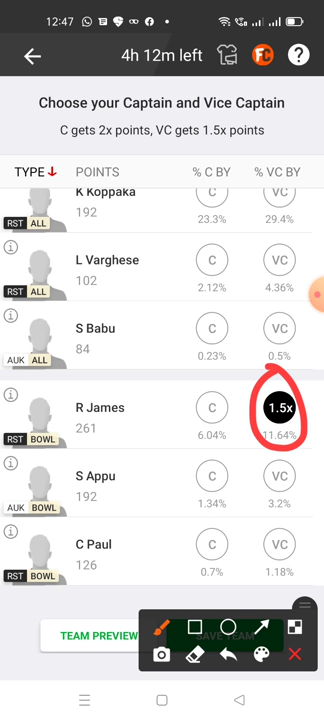 12:47
4h 12m left
FC
?
Choose your Captain and Vice Captain
C gets 2x points, VC gets 1.5x points
TYPE POINTS % C BY % VC BY
K Koppaka
192
C
VC
23.3%
29.4%
RST ALL
i
L Varghese
102
C
VC
2.12%
4.36%
RST ALL
i
S Babu
84
C
VC
0.23%
0.5%
AUK ALL
i
R James
261
C
1.5x
6.04%
11.64%
RST BOWL
i
S Appu
192
C
VC
1.34%
3.2%
AUK BOWL
i
C Paul
126
C
VC
0.7%
1.18%
RST BOWL
TEAM PREVIEW
SAVE TEAM